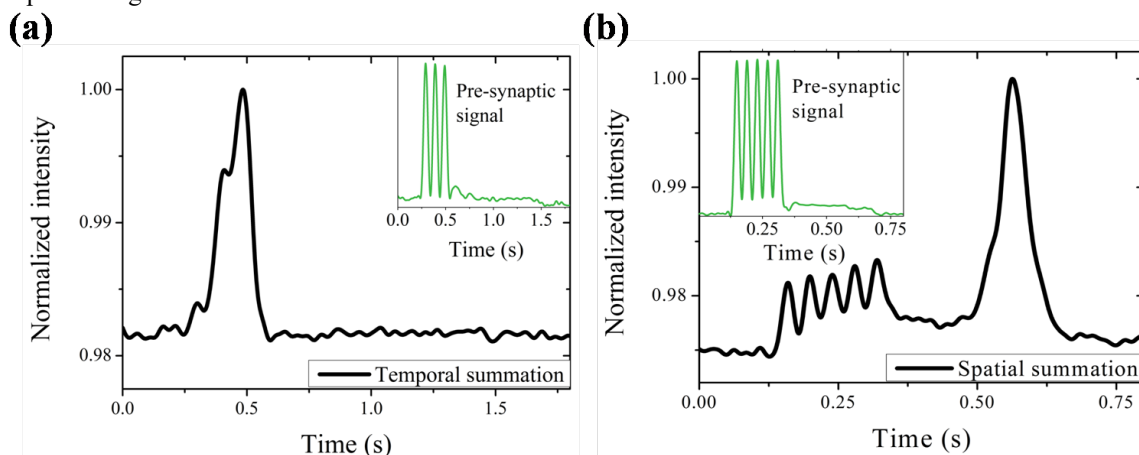 (a)
(b)
Normalized intensity
1.00
0.99
0.98
0.0
0.5
1.0
1.5
Time (s)
Temporal summation
Pre-synaptic
signal
0.0
0.5
1.0
1.5
Time (s)
Normalized intensity
1.00
0.99
0.98
0.00
0.25
0.50
0.75
Time (s)
Spatial summation
Pre-synaptic
signal
0.25
0.50
0.75
Time (s)